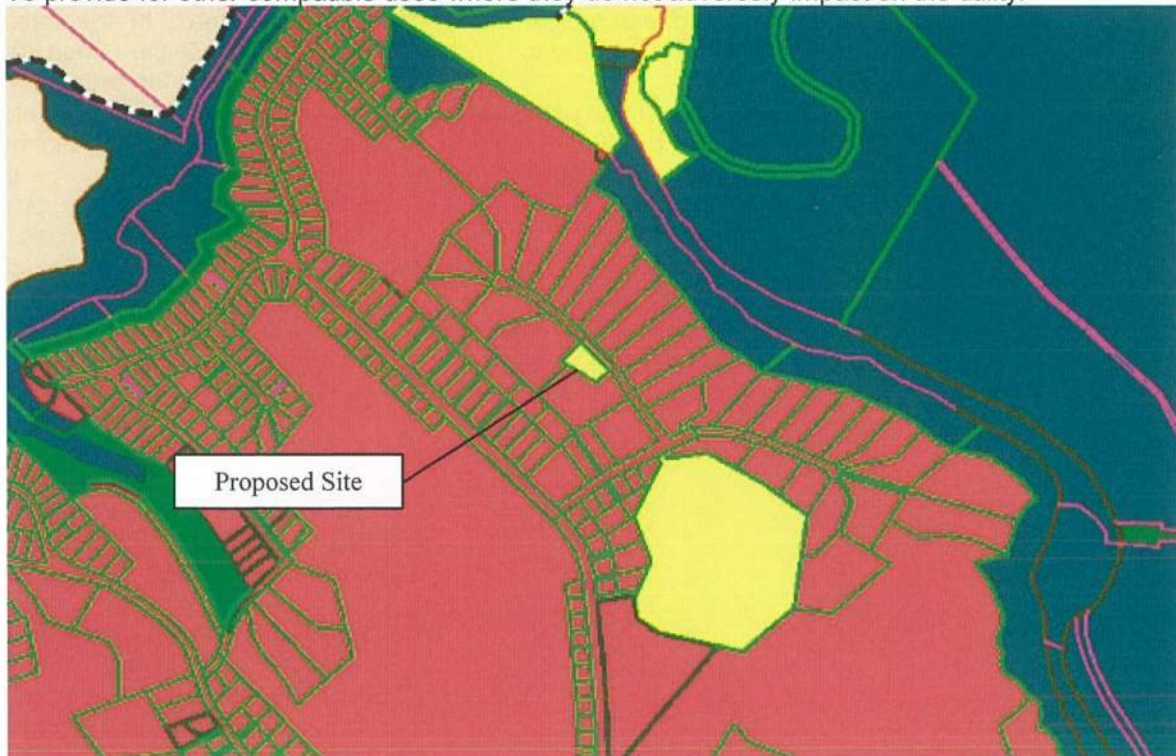 To provide for other compatible uses where they do not adversely impact on the utility.
Proposed Site